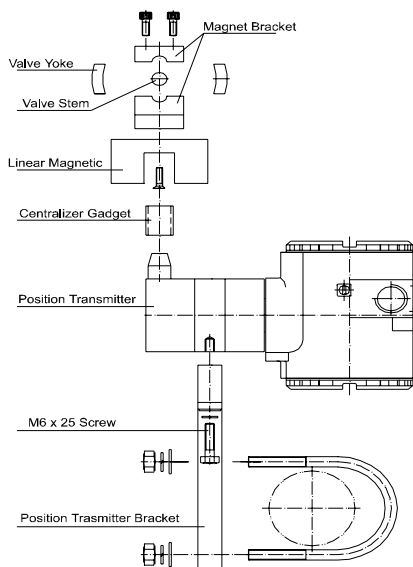 Magnet Bracket
Valve Yoke
Valve Stem
Linear Magnetic
Centralizer Gadget
Position Transmitter
M6 x 25 Screw
Position Trasmitter Bracket